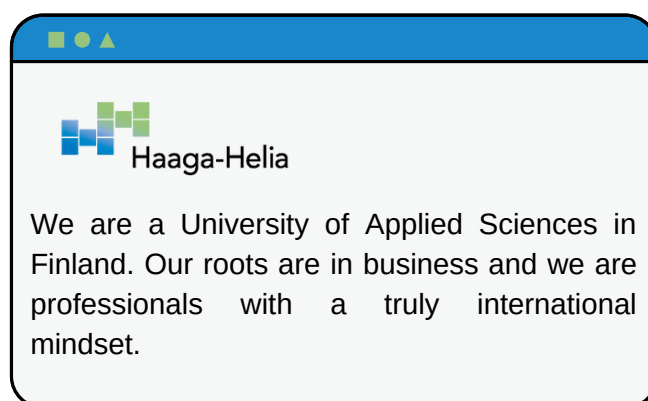 Haaga-Helia
We are a University of Applied Sciences in
Finland. Our roots are in business and we are
professionals with a truly international
mindset.